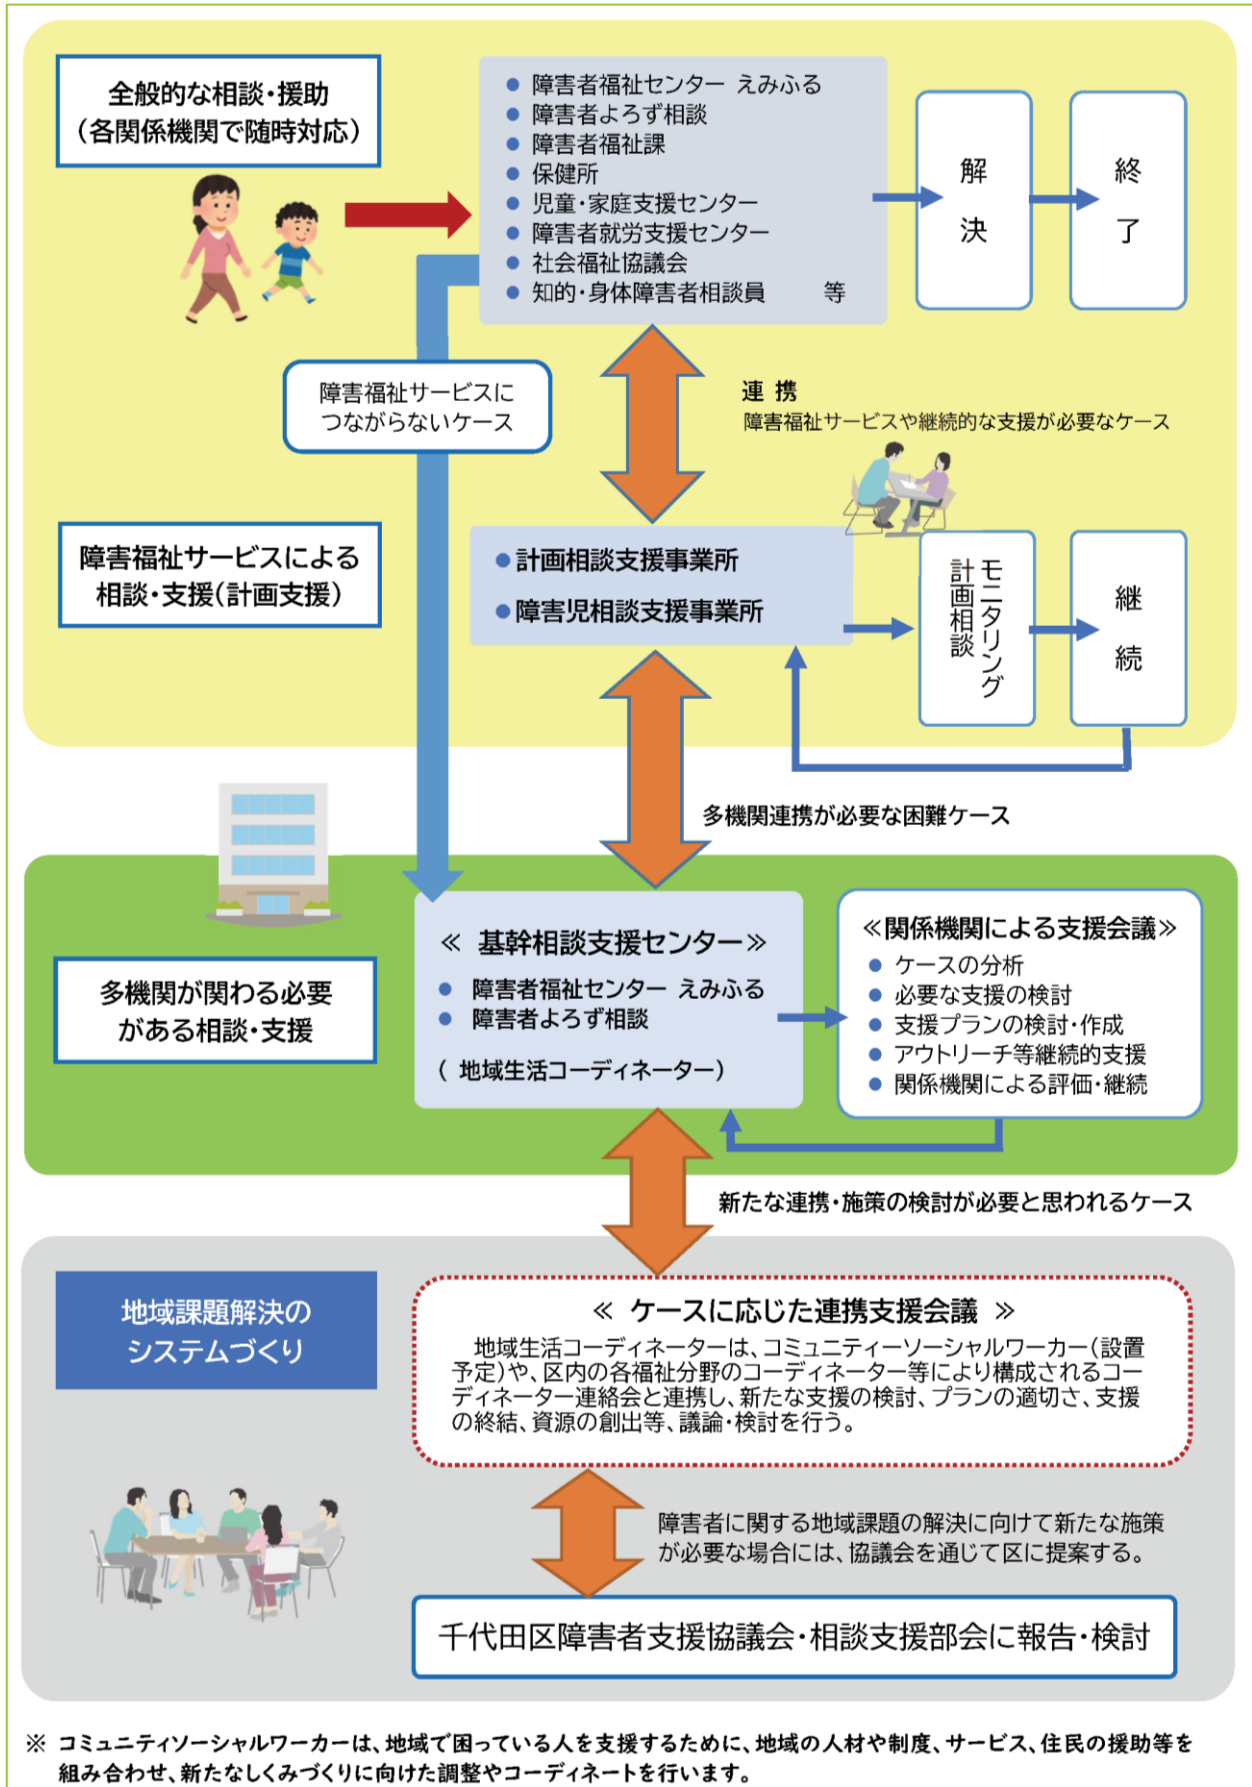 全般的な相談・援助
（各関係機関で随時対応）
● 障害者福祉センター えみふる
● 障害者よろず相談
● 障害者福祉課
● 保健所
● 児童・家庭支援センター
● 障害者就労支援センター
● 社会福祉協議会
● 知的・身体障害者相談員 等
解決
終了
障害福祉サービスに
つながらないケース
連 携
障害福祉サービスや継続的な支援が必要なケース
障害福祉サービスによる
相談・支援（計画支援）
● 計画相談支援事業所
● 障害児相談支援事業所
モニタリング
計画相談
継続
多機関連携が必要な困難ケース
多機関が関わる必要
がある相談・支援
≪ 基幹相談支援センター≫
● 障害者福祉センター えみふる
● 障害者よろず相談
（ 地域生活コーディネーター）
≪関係機関による支援会議≫
● ケースの分析
● 必要な支援の検討
● 支援プランの検討・作成
● アウトリーチ等継続的支援
● 関係機関による評価・継続
新たな連携・施策の検討が必要と思われるケース
地域課題解決の
システムづくり
≪ ケースに応じた連携支援会議 ≫
地域生活コーディネーターは、コミュニティーソーシャルワーカー（設置
予定）や、区内の各福祉分野のコーディネーター等により構成されるコー
ディネーター連絡会と連携し、新たな支援の検討、プランの適切さ、支援
の終結、資源の創出等、議論・検討を行う。
障害者に関する地域課題の解決に向けて新たな施策
が必要な場合には、協議会を通じて区に提案する。
千代田区障害者支援協議会・相談支援部会に報告・検討
※ コミュニティソーシャルワーカーは、地域で困っている人を支援するために、地域の人材や制度、サービス、住民の援助等を
組み合わせ、新たなしくみづくりに向けた調整やコーディネートを行います。